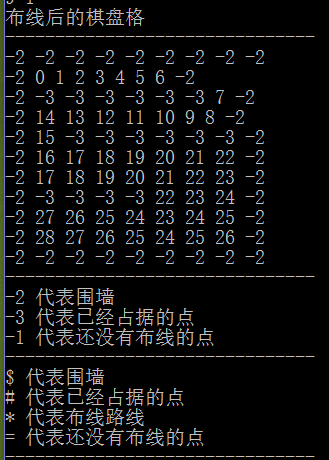 布线后的棋盘格
-------------------------------
-2 -2 -2 -2 -2 -2 -2 -2 -2
-2 0 1 2 3 4 5 6 -2
-2 -3 -3 -3 -3 -3 -3 7 -2
-2 14 13 12 11 10 9 8 -2
-2 15 -3 -3 -3 -3 -3 -3 -2
-2 16 17 18 19 20 21 22 -2
-2 17 18 19 20 21 22 23 -2
-2 -3 -3 -3 -3 22 23 24 -2
-2 27 26 25 24 23 24 25 -2
-2 28 27 26 25 24 25 26 -2
-2 -2 -2 -2 -2 -2 -2 -2 -2
-------------------------------
-2 代表围墙
-3 代表已经占据的点
-1 代表还没有布线的点
-------------------------------
$ 代表围墙
# 代表已经占据的点
* 代表布线路线
= 代表还没有布线的点
-------------------------------